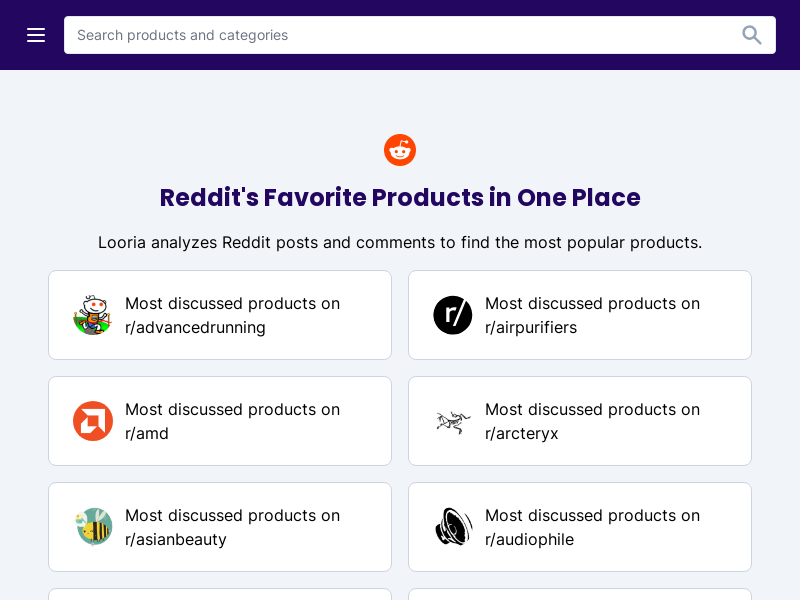 Search products and categories
Reddit's Favorite Products in One Place
Looria analyzes Reddit posts and comments to find the most popular products.
Most discussed products on
r/advancedrunning
r/
Most discussed products on
r/airpurifiers
Most discussed products on
r/amd
Most discussed products on
r/arcteryx
Most discussed products on
r/asianbeauty
Most discussed products on
r/audiophile